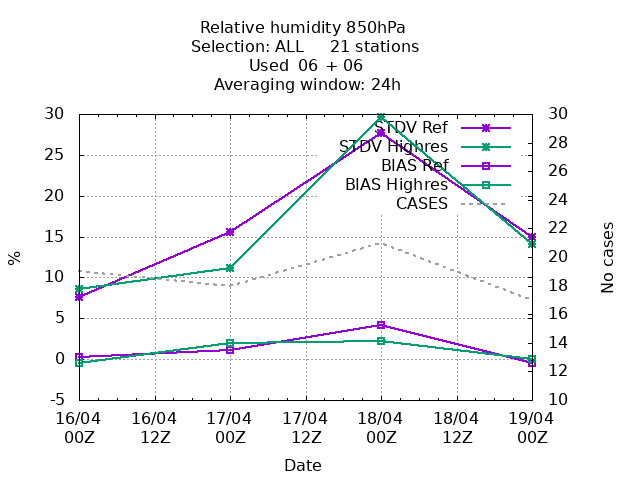 Relative humidity 850hPa
Selection: ALL     21 stations
Used  06 + 06
Averaging window: 24h
30
25
20
15
10
5
0
-5
%
STDV Ref
STDV Highres
BIAS Ref
BIAS Highres
CASES
30
28
26
24
22
20
18
16
14
12
10
No cases
16/04 16/04 17/04 17/04 18/04 18/04 19/04
00Z 12Z 00Z 12Z 00Z 12Z 00Z
Date